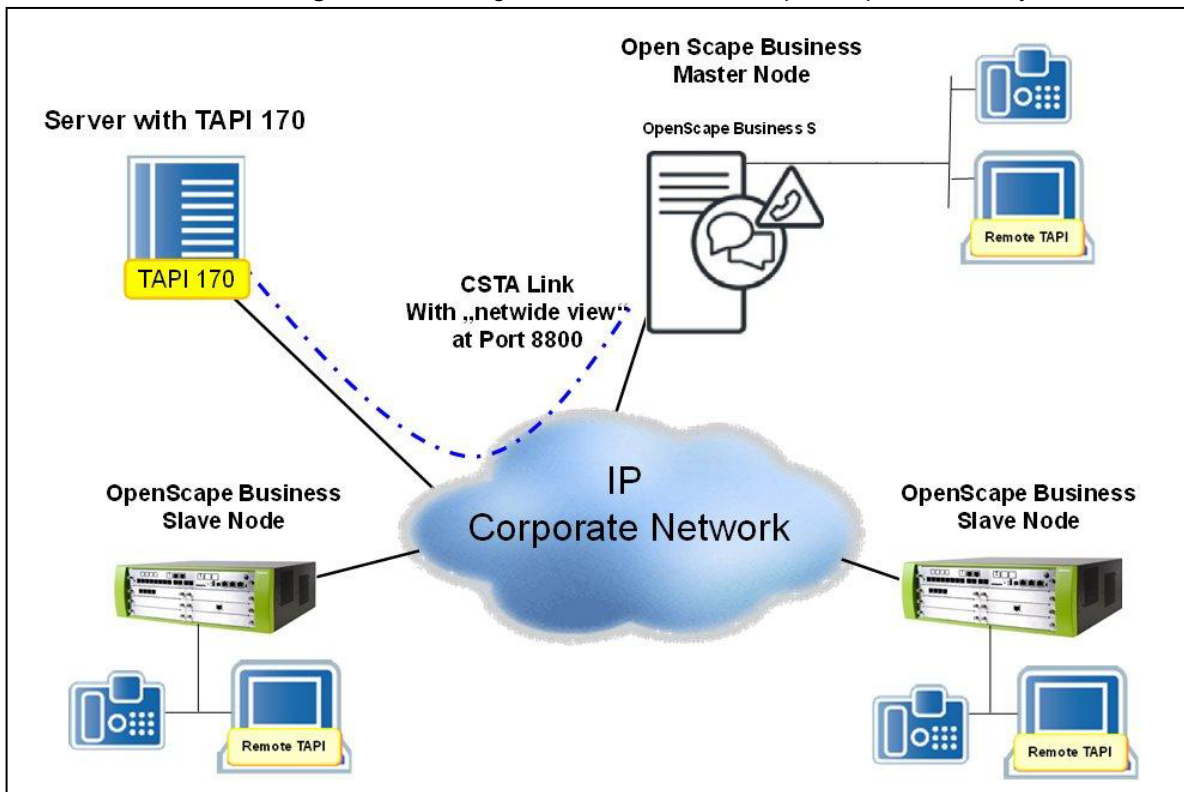 Open Scape Business
Master Node
Server with TAPI 170
OpenScape Business S
TAPI 170
Remote TAPI
CSTA Link
With „netwide view“
at Port 8800
IP
Corporate Network
OpenScape Business
Slave Node
OpenScape Business
Slave Node
Remote TAPI
Remote TAPI